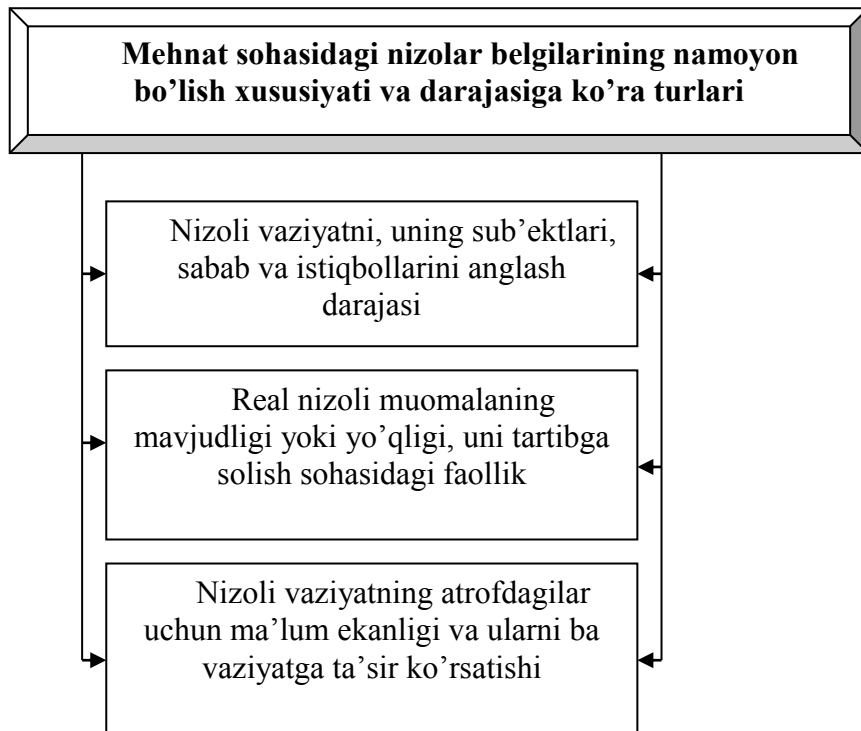 Mehnat sohasidagi nizolar belgilarining namoyon
bo’lish xususiyati va darajasiga ko’ra turlari
Nizoli vaziyatni, uning sub’ektlari,
sabab va istiqbollarini anglash
darajasi
Real nizoli muomalaning
mavjudligi yoki yo’qligi, uni tartibga
solish sohasidagi faollik
Nizoli vaziyatning atrofdagilar
uchun ma’lum ekanligi va ularni ba
vaziyatga ta’sir ko’rsatishi